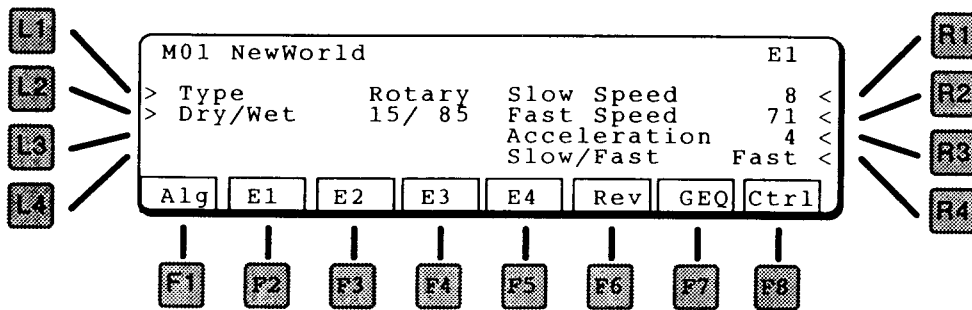 L1
L2
L3
L4
M01 NewWorld E1
> Type Rotary Slow Speed 8 <
> Dry/Wet 15/ 85 Fast Speed 71 <
Acceleration 4 <
Slow/Fast Fast <
Alg E1 E2 E3 E4 Rev GEQ Ctrl
R1
R2
R3
R4
F1 F2 F3 F4 F5 F6 F7 F8